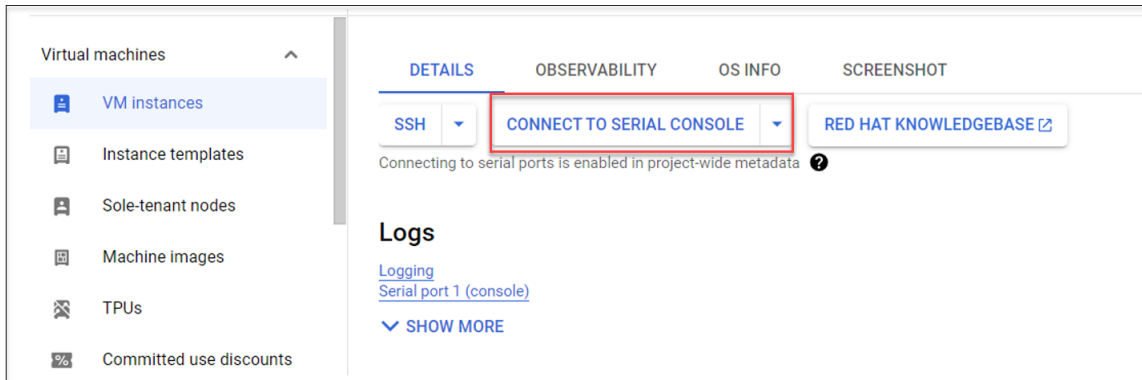 Virtual machines
VM instances
Instance templates
Sole-tenant nodes
Machine images
TPUs
Committed use discounts
DETAILS OBSERVABILITY OS INFO SCREENSHOT
SSH CONNECT TO SERIAL CONSOLE RED HAT KNOWLEDGEBASE
Connecting to serial ports is enabled in project-wide metadata ?
Logs
Logging
Serial port 1 (console)
SHOW MORE